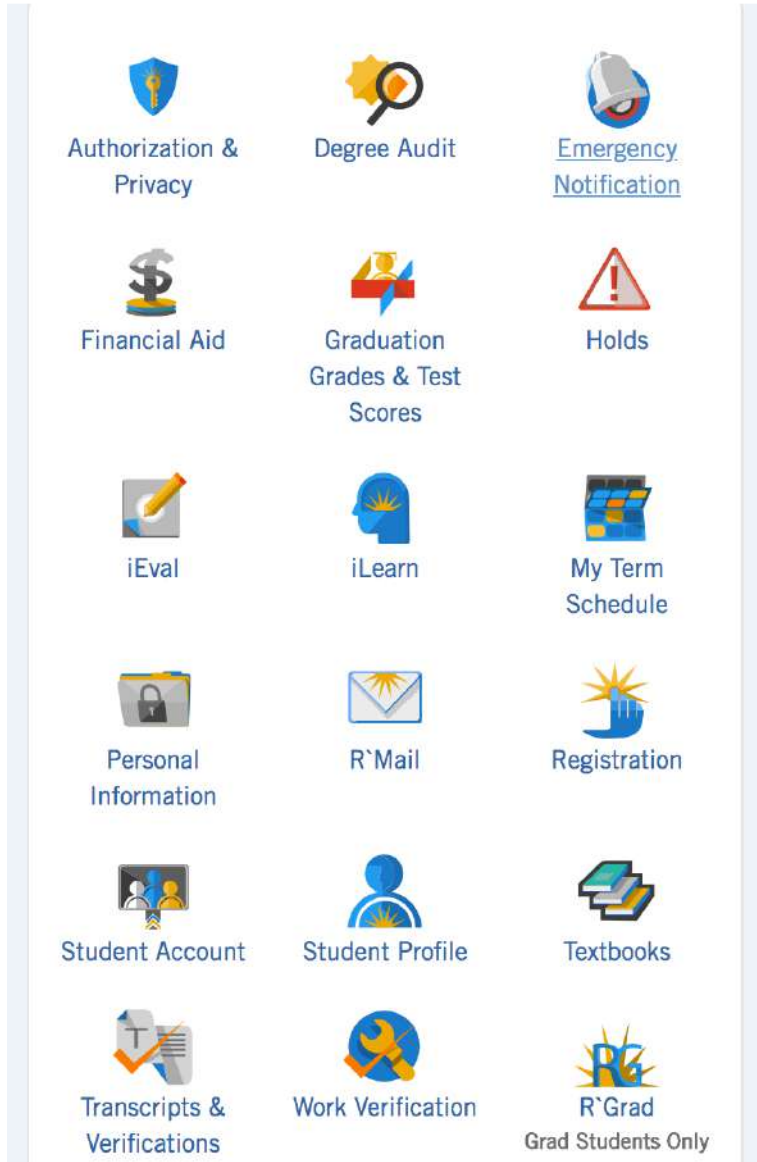 Authorization &
Privacy
Degree Audit
Emergency
Notification
Financial Aid
Graduation
Grades & Test
Scores
Holds
iEval
iLearn
My Term
Schedule
Personal
Information
R`Mail
Registration
Student Account
Student Profile
Textbooks
T
Transcripts &
Verifications
Work Verification
RG
R`Grad
Grad Students Only